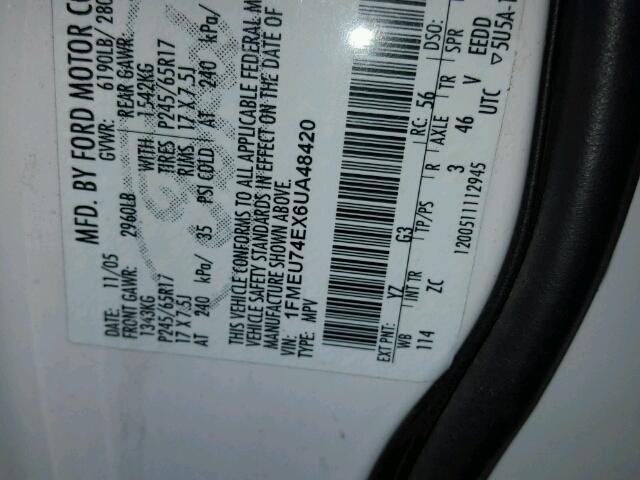 MFD. BY FORD MOTOR CO
DATE: 11/05 GVWR: 6190LB/ 280
FRONT GAWR: 2960LB REAR GAWR:
1343KG WITH 1542KG
P245/65R17 TIRES P245/65R17
17 X 7.5J RIMS 17 X 7.5J
AT 240 kPa/ 35 PSI COLD AT 240 kPa/
THIS VEHICLE CONFORMS TO ALL APPLICABLE FEDERAL M
VEHICLE SAFETY STANDARDS IN EFFECT ON THE DATE OF
MANUFACTURE SHOWN ABOVE.
VIN: 1FMEU74EX6UA48420
TYPE: MPV
EXT PNT: YZ G3 RC: 56 DSO:
WB INT TR TP/PS R AXLE TR SPR
114 ZC 3 46 V EEDD
UTC ▽5U5A-1
1200511112945